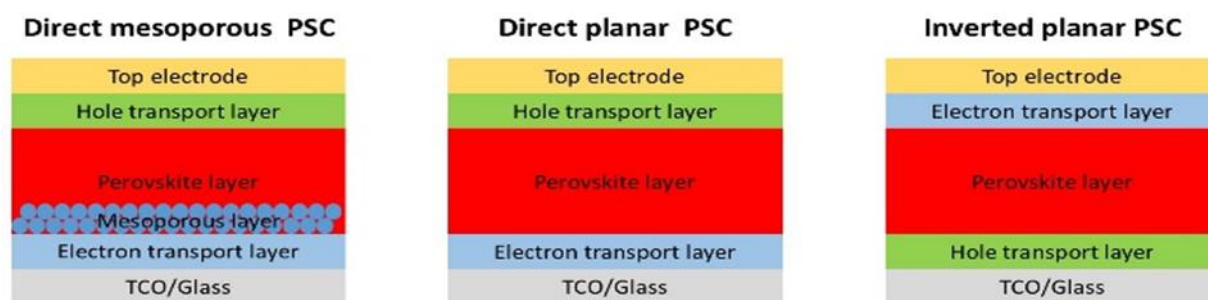 Direct mesoporous PSC
Top electrode
Hole transport layer
Perovskite layer
Mesoporous layer
Electron transport layer
TCO/Glass
Direct planar PSC
Top electrode
Hole transport layer
Perovskite layer
Electron transport layer
TCO/Glass
Inverted planar PSC
Top electrode
Electron transport layer
Perovskite layer
Hole transport layer
TCO/Glass